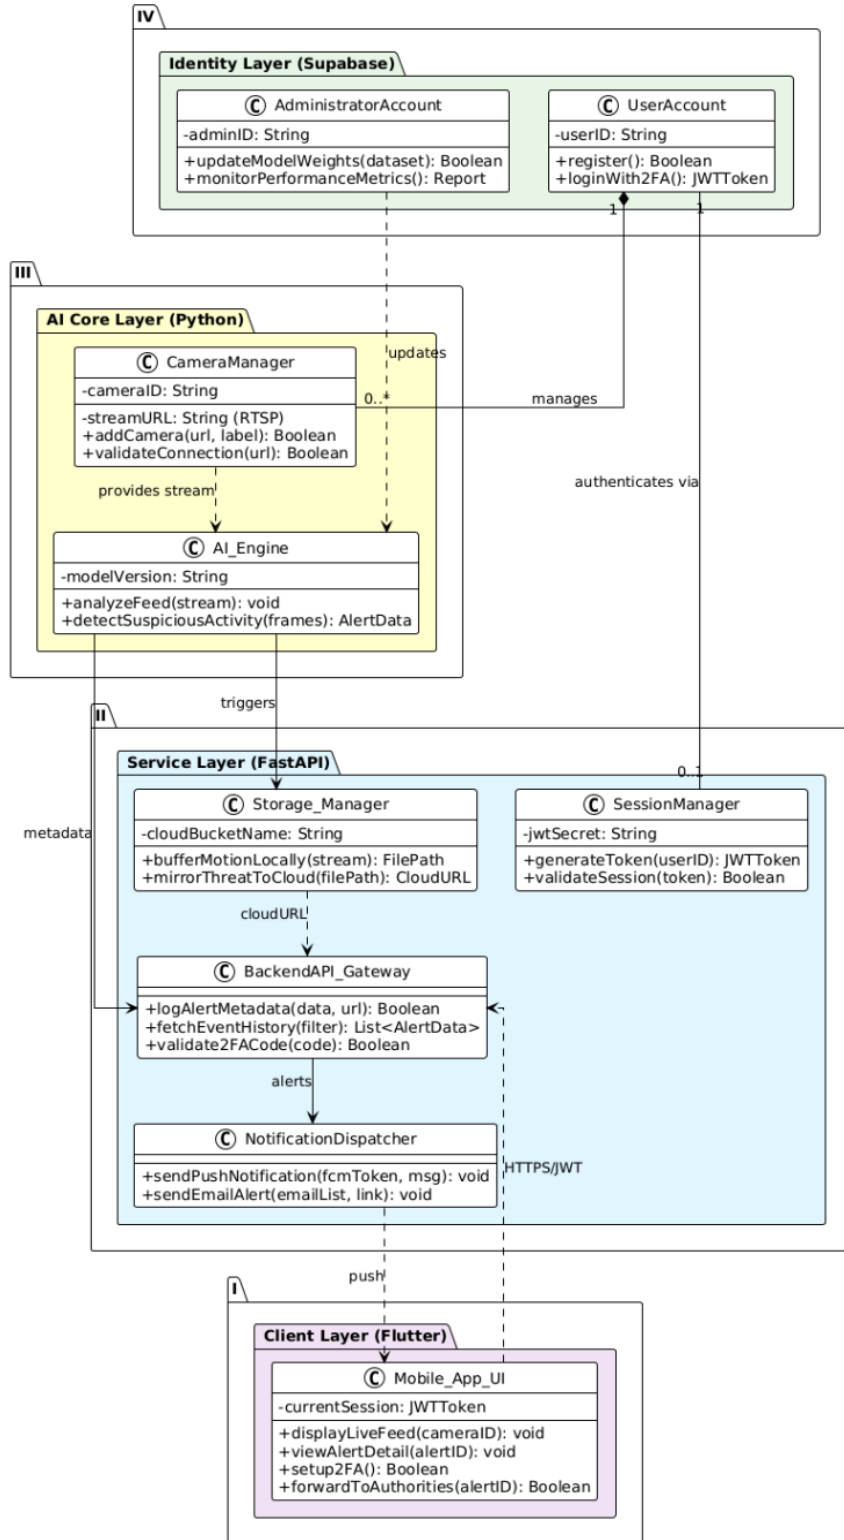 IV
Identity Layer (Supabase)
C AdministratorAccount
-adminID: String
+updateModelWeights(dataset): Boolean
+monitorPerformanceMetrics(): Report
C UserAccount
-userID: String
+register(): Boolean
+loginWith2FA(): JWTToken
1
1
III
AI Core Layer (Python)
C CameraManager
-cameraID: String
-streamURL: String (RTSP)
+addCamera(url, label): Boolean
+validateConnection(url): Boolean
updates
0..*
manages
provides stream
authenticates via
C AI_Engine
-modelVersion: String
+analyzeFeed(stream): void
+detectSuspiciousActivity(frames): AlertData
triggers
II
Service Layer (FastAPI)
0..1
C Storage_Manager
-cloudBucketName: String
+bufferMotionLocally(stream): FilePath
+mirrorThreatToCloud(filePath): CloudURL
C SessionManager
-jwtSecret: String
+generateToken(userID): JWTToken
+validateSession(token): Boolean
metadata
cloudURL
C BackendAPI_Gateway
+logAlertMetadata(data, url): Boolean
+fetchEventHistory(filter): List<AlertData>
+validate2FACode(code): Boolean
alerts
C NotificationDispatcher
+sendPushNotification(fcmToken, msg): void
+sendEmailAlert(emailList, link): void
HTTPS/JWT
push
I
Client Layer (Flutter)
C Mobile_App_UI
-currentSession: JWTToken
+displayLiveFeed(cameraID): void
+viewAlertDetail(alertID): void
+setup2FA(): Boolean
+forwardToAuthorities(alertID): Boolean